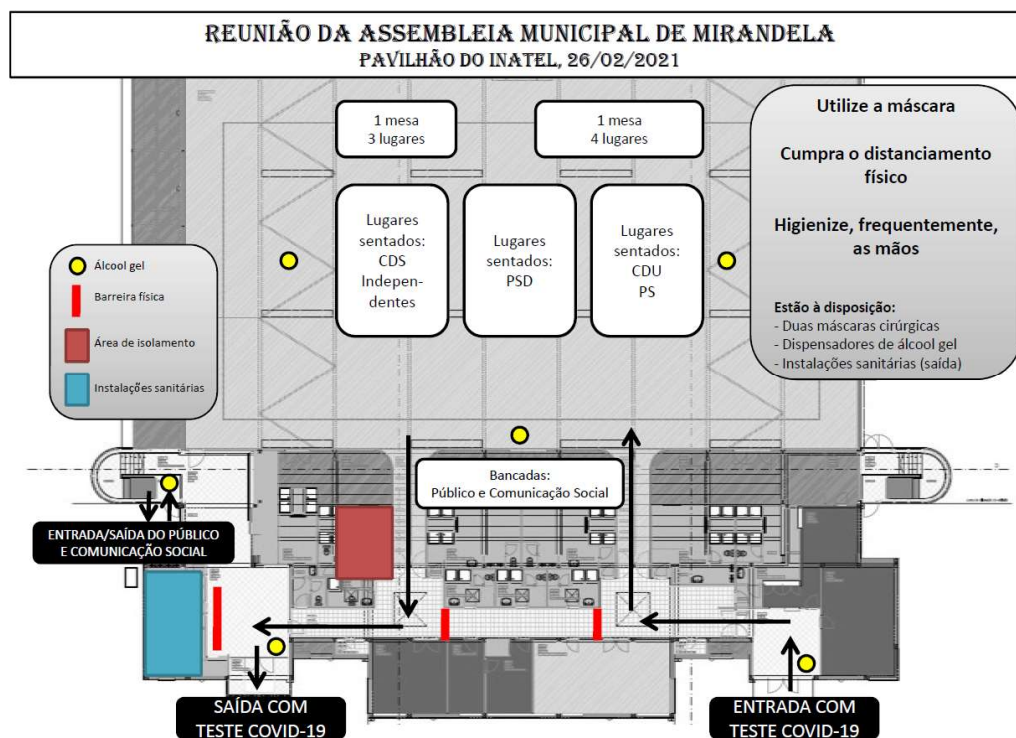 REUNIÃO DA ASSEMBLEIA MUNICIPAL DE MIRANDELA
PAVILHÃO DO INATEL, 26/02/2021
1 mesa
3 lugares
1 mesa
4 lugares
Utilize a máscara
Cumpra o distanciamento
físico
Higienize, frequentemente,
as mãos
Estão à disposição:
- Duas máscaras cirúrgicas
- Dispensadores de álcool gel
- Instalações sanitárias (saída)
Lugares
sentados:
CDS
Indepen-
dentes
Lugares
sentados:
PSD
Lugares
sentados:
CDU
PS
Álcool gel
Barreira física
Área de isolamento
Instalações sanitárias
Bancadas:
Público e Comunicação Social
ENTRADA/SAÍDA DO PÚBLICO
E COMUNICAÇÃO SOCIAL
SAÍDA COM
TESTE COVID-19
ENTRADA COM
TESTE COVID-19